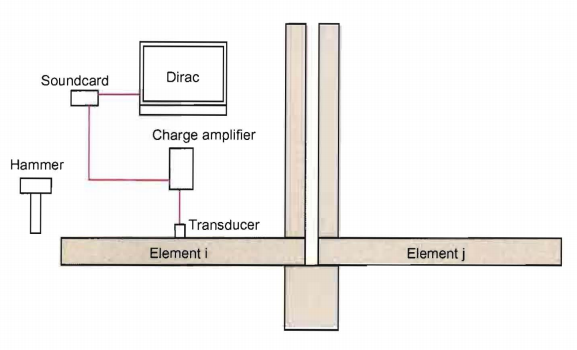 Dirac
Soundcard
Charge amplifier
Hammer
Transducer
Element i
Element j